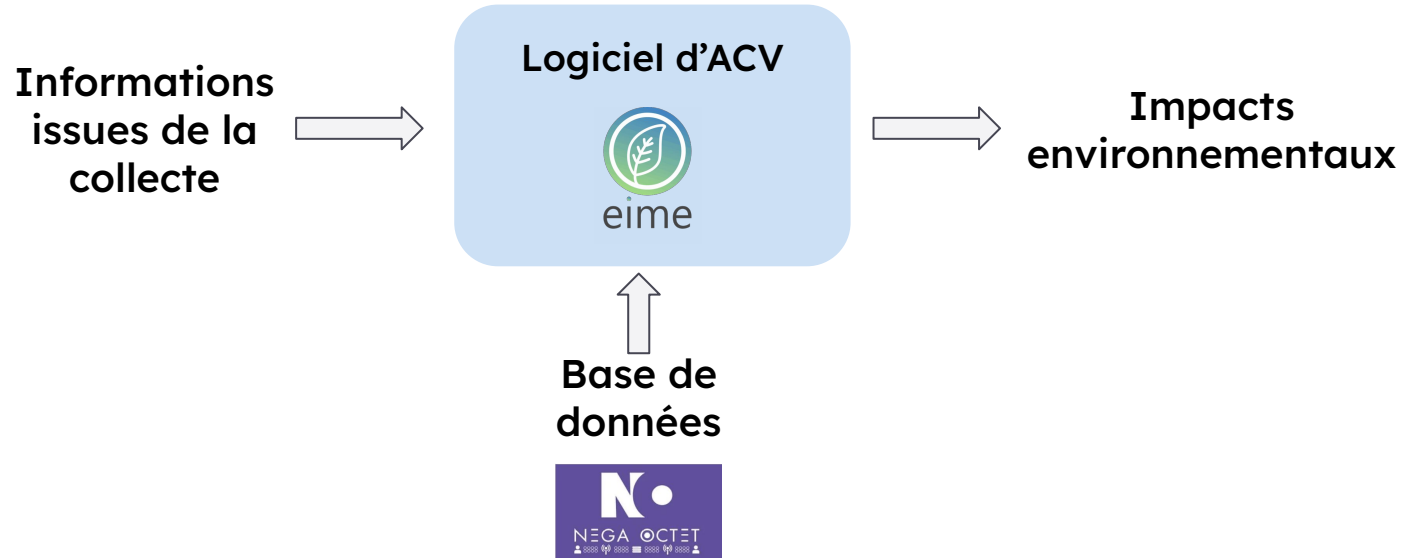 Informations
issues de la
collecte
Logiciel d’ACV
eime
Impacts
environnementaux
Base de
données
NEGA OCTET